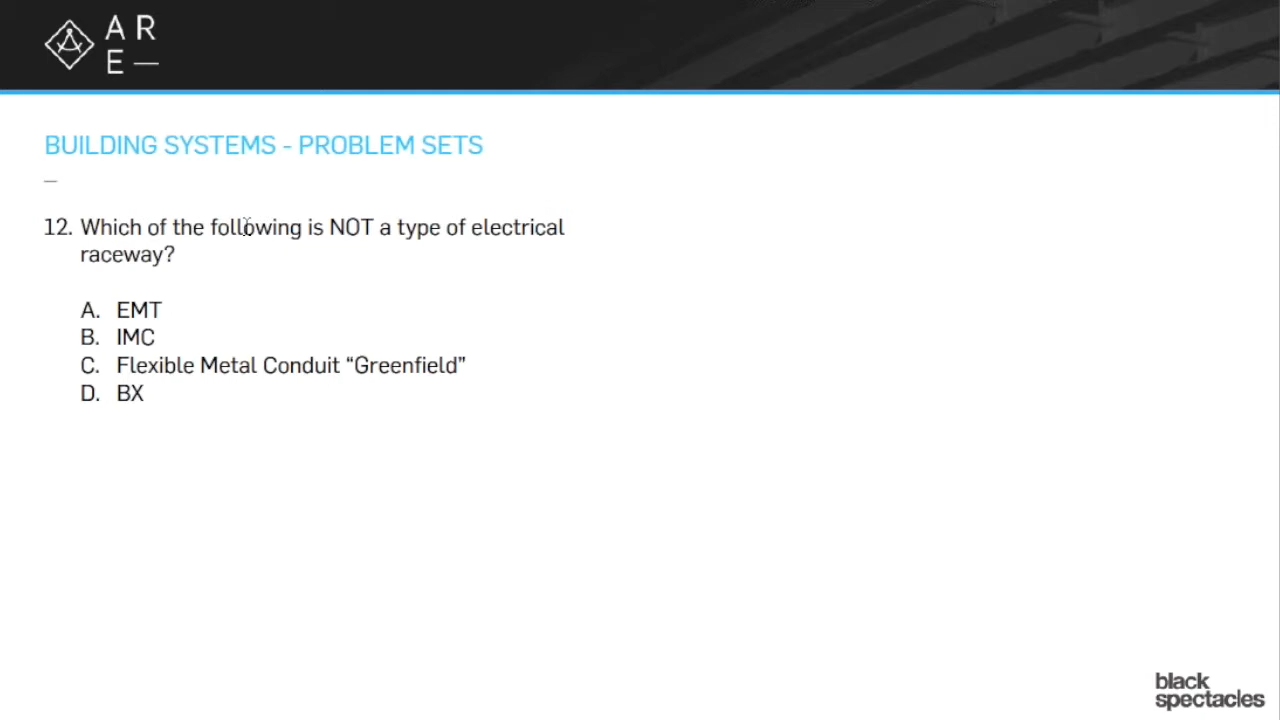 A R
E —
BUILDING SYSTEMS - PROBLEM SETS
–
12. Which of the following is NOT a type of electrical
raceway?
A. EMT
B. IMC
C. Flexible Metal Conduit “Greenfield”
D. BX
black
spectacles